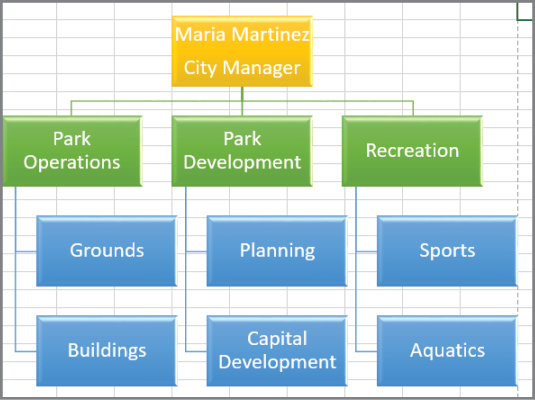 Maria Martinez
City Manager
Park
Operations
Park
Development
Recreation
Grounds
Planning
Sports
Buildings
Capital
Development
Aquatics